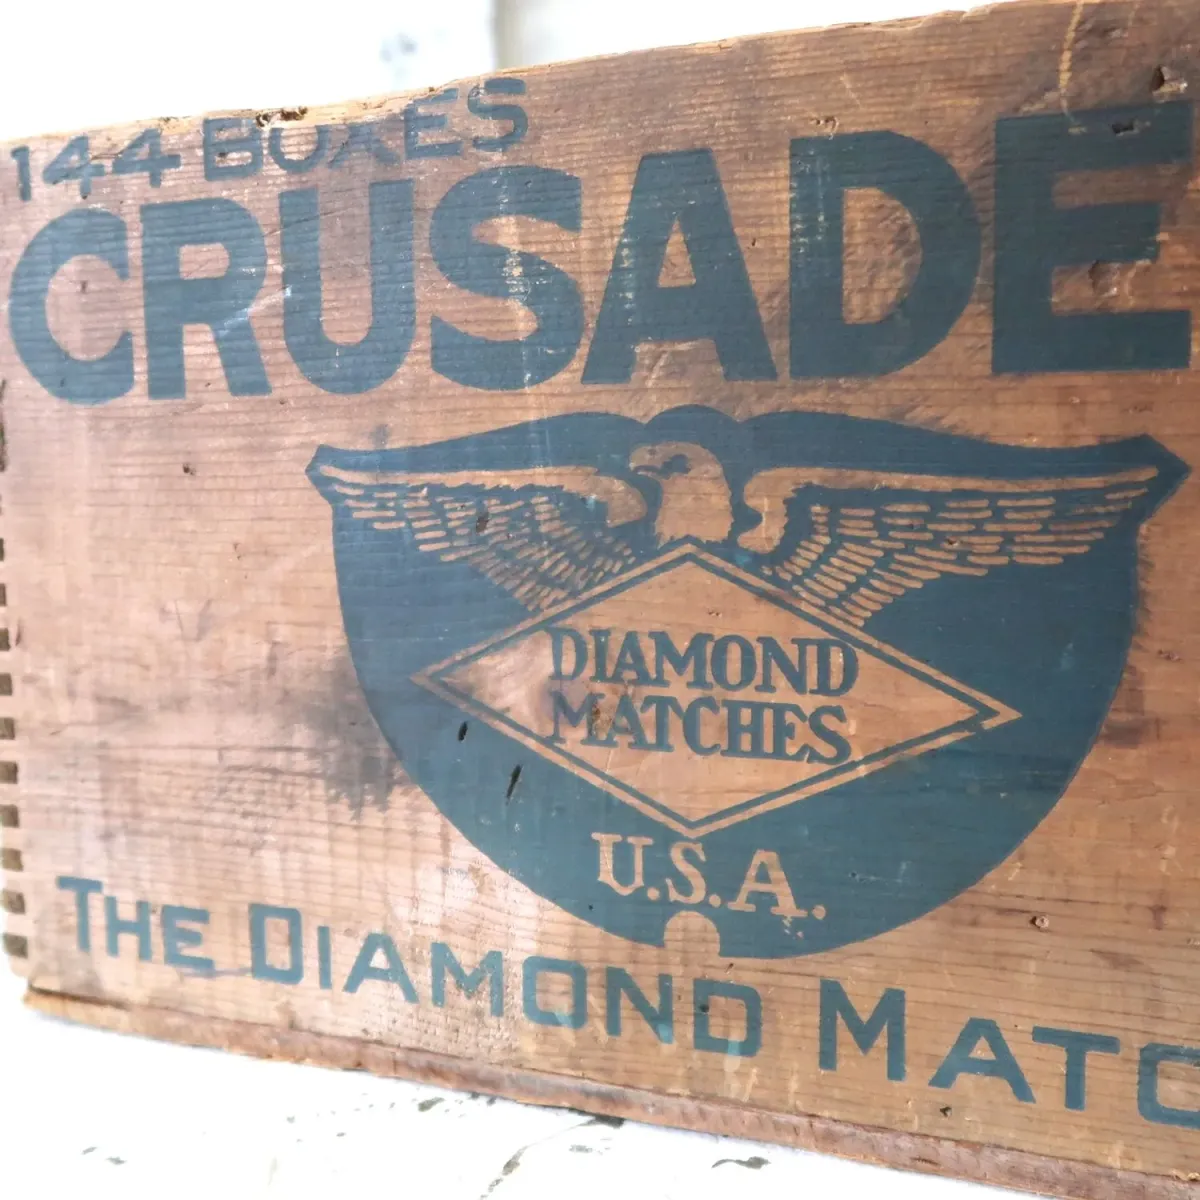 144 BOXES
CRUSADE
DIAMOND
MATCHES
U.S.A.
THE DIAMOND MATC